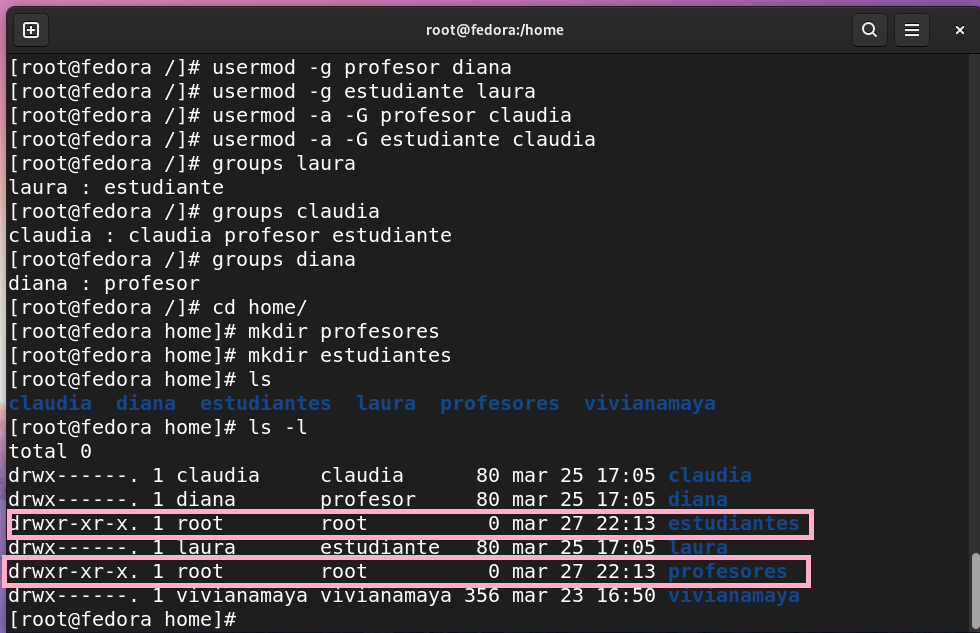 root@fedora:/home
[root@fedora /]# usermod -g profesor diana
[root@fedora /]# usermod -g estudiante laura
[root@fedora /]# usermod -a -G profesor claudia
[root@fedora /]# usermod -a -G estudiante claudia
[root@fedora /]# groups laura
laura : estudiante
[root@fedora /]# groups claudia
claudia : claudia profesor estudiante
[root@fedora /]# groups diana
diana : profesor
[root@fedora /]# cd home/
[root@fedora home]# mkdir profesores
[root@fedora home]# mkdir estudiantes
[root@fedora home]# ls
claudia  diana  estudiantes  laura  profesores  vivianamaya
[root@fedora home]# ls -l
total 0
drwx------. 1 claudia     claudia      80 mar 25 17:05 claudia
drwx------. 1 diana       profesor     80 mar 25 17:05 diana
drwxr-xr-x. 1 root        root          0 mar 27 22:13 estudiantes
drwx------. 1 laura       estudiante   80 mar 25 17:05 laura
drwxr-xr-x. 1 root        root          0 mar 27 22:13 profesores
drwx------. 1 vivianamaya vivianamaya 356 mar 23 16:50 vivianamaya
[root@fedora home]#